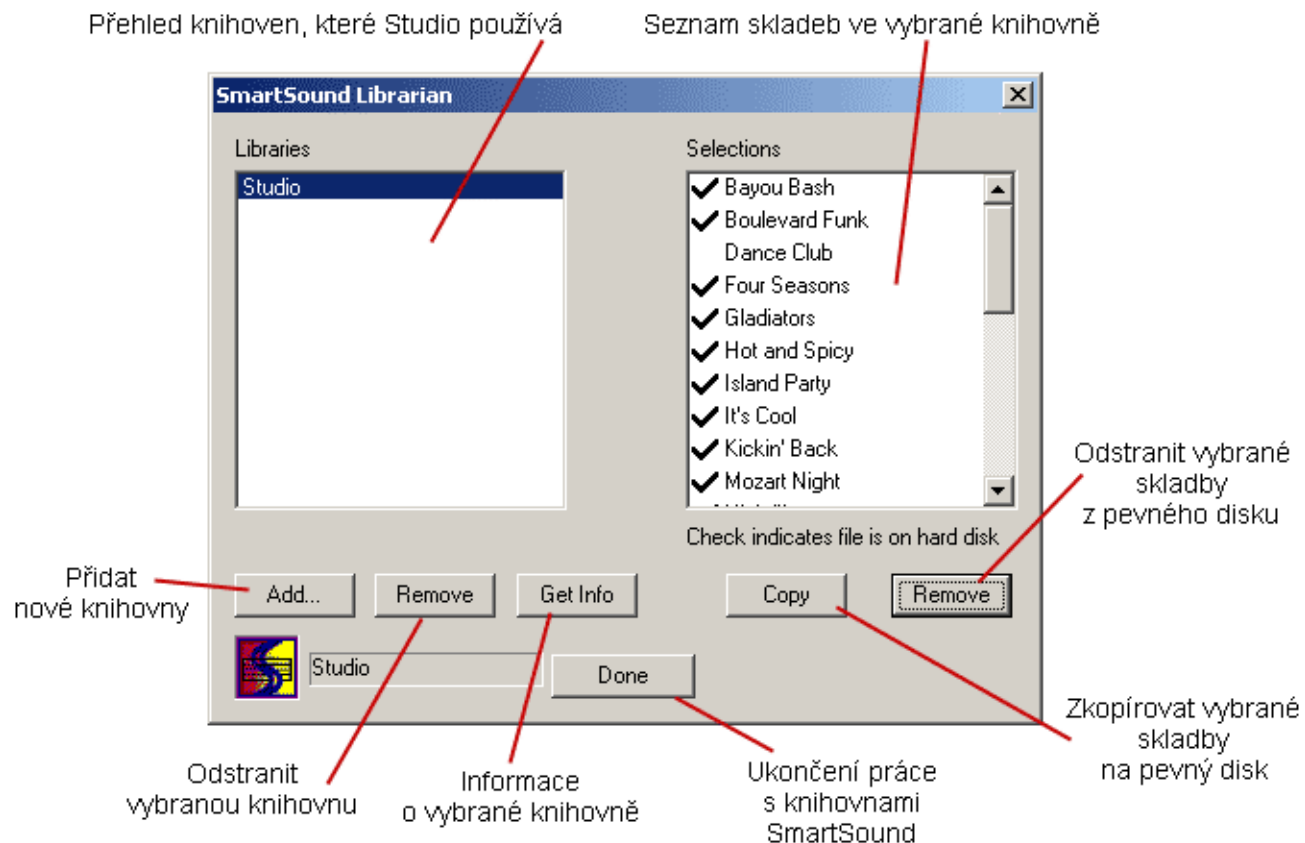 Přehled knihoven, které Studio používá
Seznam skladeb ve vybrané knihovně
SmartSound Librarian
Libraries
Selections
Studio
Bayou Bash
Boulevard Funk
Dance Club
Four Seasons
Gladiators
Hot and Spicy
Island Party
It's Cool
Kickin' Back
Mozart Night
Check indicates file is on hard disk
Odstranit vybrané
skladby
z pevného disku
Přidat
nové knihovny
Add...
Remove
Get Info
Copy
Remove
Studio
Done
Zkopírovat vybrané
skladby
na pevný disk
Odstranit
vybranou knihovnu
Informace
o vybrané knihovně
Ukončení práce
s knihovnami
SmartSound